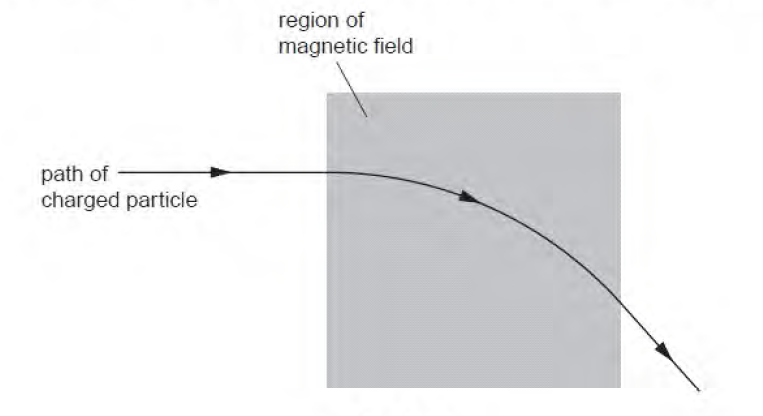 region of
magnetic field
path of
charged particle